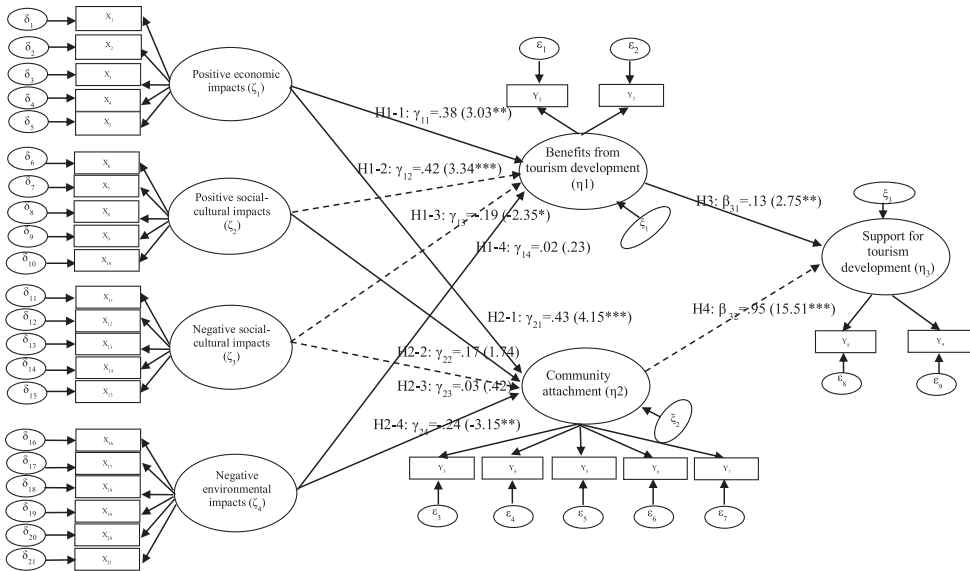 δ1
X1
δ2
X2
δ3
X3
δ4
X4
δ5
X5
Positive economic
impacts (ζ1)
δ6
X6
δ7
X7
δ8
X8
δ9
X9
δ10
X10
Positive social-
cultural impacts
(ζ2)
δ11
X11
δ12
X12
δ13
X13
δ14
X14
δ15
X15
Negative social-
cultural impacts
(ζ3)
δ16
X16
δ17
X17
δ18
X18
δ19
X19
δ20
X20
δ21
X21
Negative
environmental
impacts (ζ4)
H1-1: γ11=.38 (3.03**)
H1-2: γ12=.42 (3.34***)
H1-3: γ13=-.19 (-2.35*)
H1-4: γ14=.02 (.23)
H2-1: γ21=.43 (4.15***)
H2-2: γ22=.17 (1.74)
H2-3: γ23=.03 (.42)
H2-4: γ24=-.24 (-3.15**)
ε1
ε2
Y1
Y2
Benefits from
tourism development
(η1)
ξ1
H3: β31=.13 (2.75**)
H4: β32=.95 (15.51***)
ξ3
Support for
tourism
development (η3)
ε8
ε9
Community
attachment (η2)
ξ2
Y3
Y4
Y5
Y6
Y7
ε3
ε4
ε5
ε6
ε7